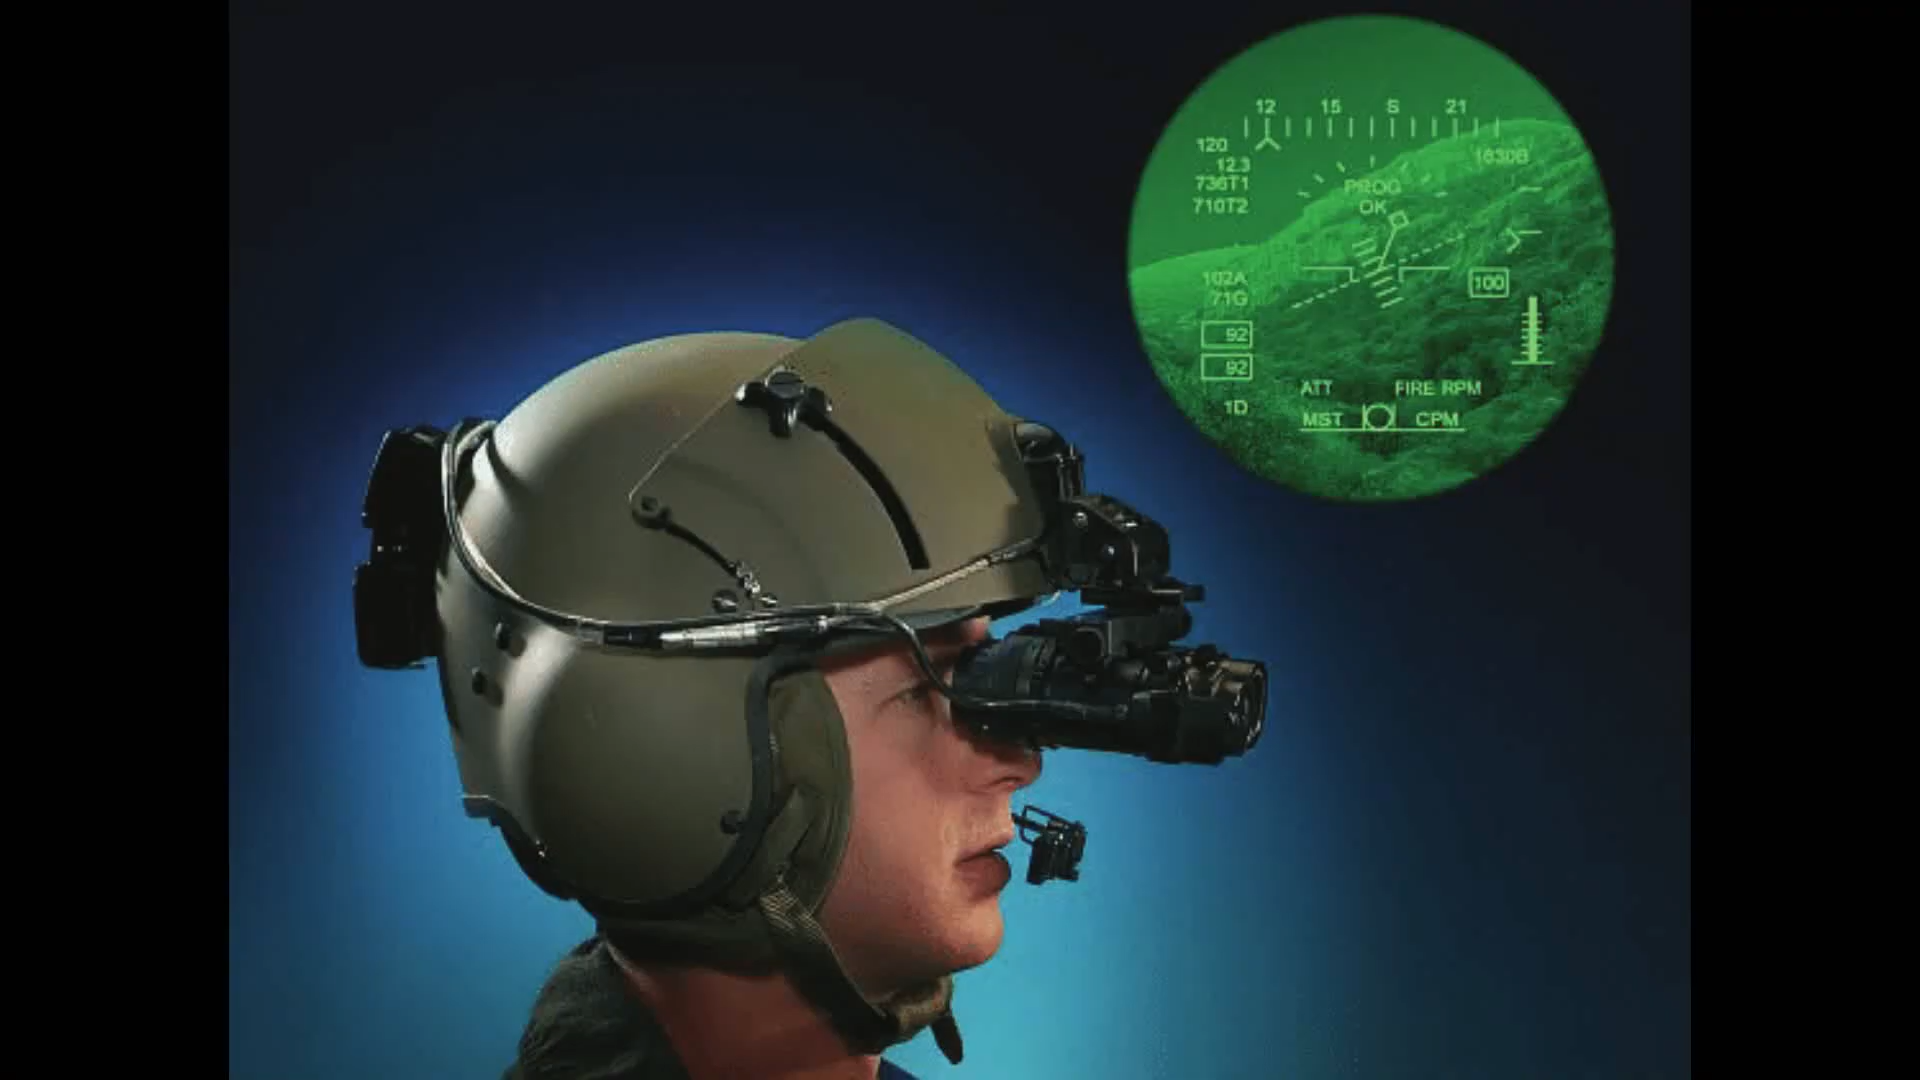 12 15 S 21
120
12.3
1630B
736T1
PROG
710T2
OK
102A
71G
100
92
92
ATT FIRE RPM
1D
MST CPM